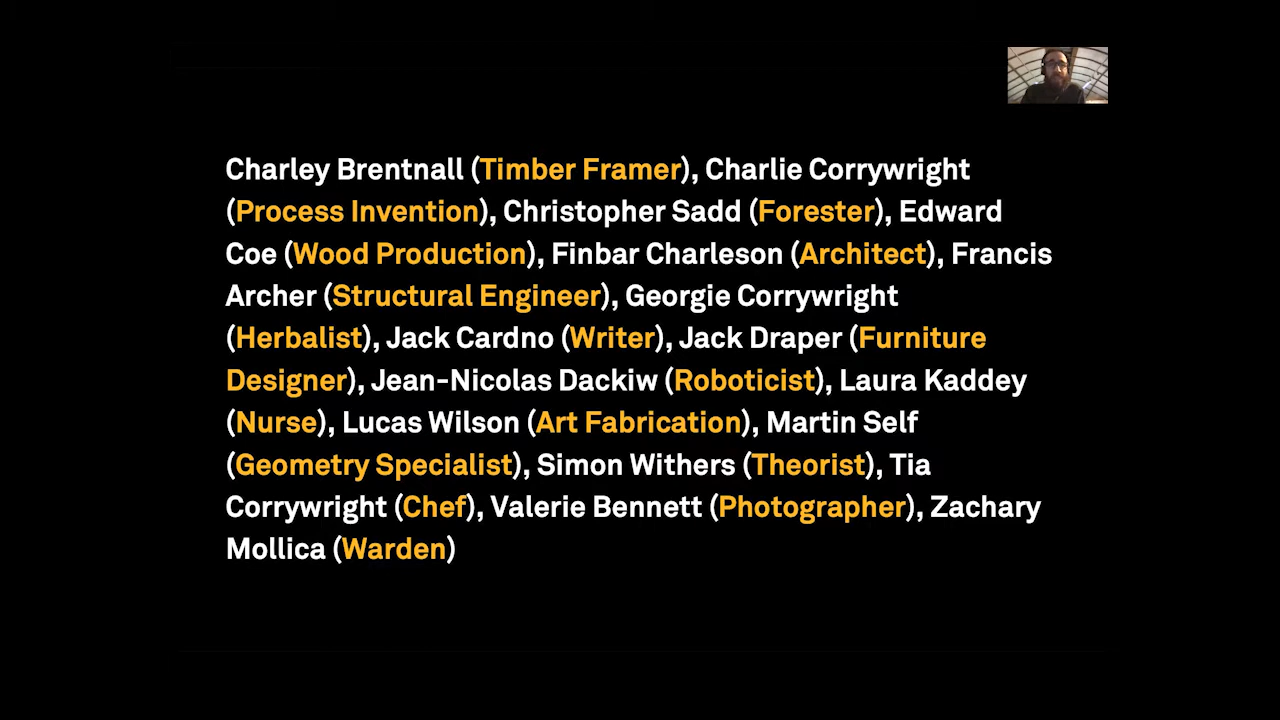 Charley Brentnall (Timber Framer), Charlie Corrywright
(Process Invention), Christopher Sadd (Forester), Edward
Coe (Wood Production), Finbar Charleson (Architect), Francis
Archer (Structural Engineer), Georgie Corrywright
(Herbalist), Jack Cardno (Writer), Jack Draper (Furniture
Designer), Jean-Nicolas Dackiw (Roboticist), Laura Kaddey
(Nurse), Lucas Wilson (Art Fabrication), Martin Self
(Geometry Specialist), Simon Withers (Theorist), Tia
Corrywright (Chef), Valerie Bennett (Photographer), Zachary
Mollica (Warden)